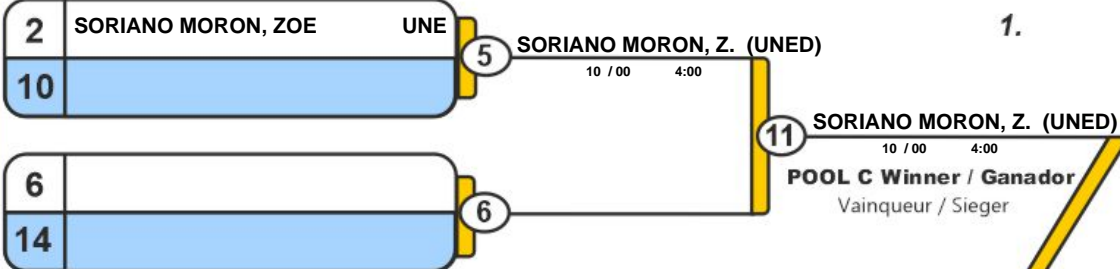 2 SORIANO MORON, ZOE UNE
10
5
SORIANO MORON, Z. (UNED)
10 / 00 4:00
1.
11
SORIANO MORON, Z. (UNED)
10 / 00 4:00
POOL C Winner / Ganador
Vainqueur / Sieger
6
14
6